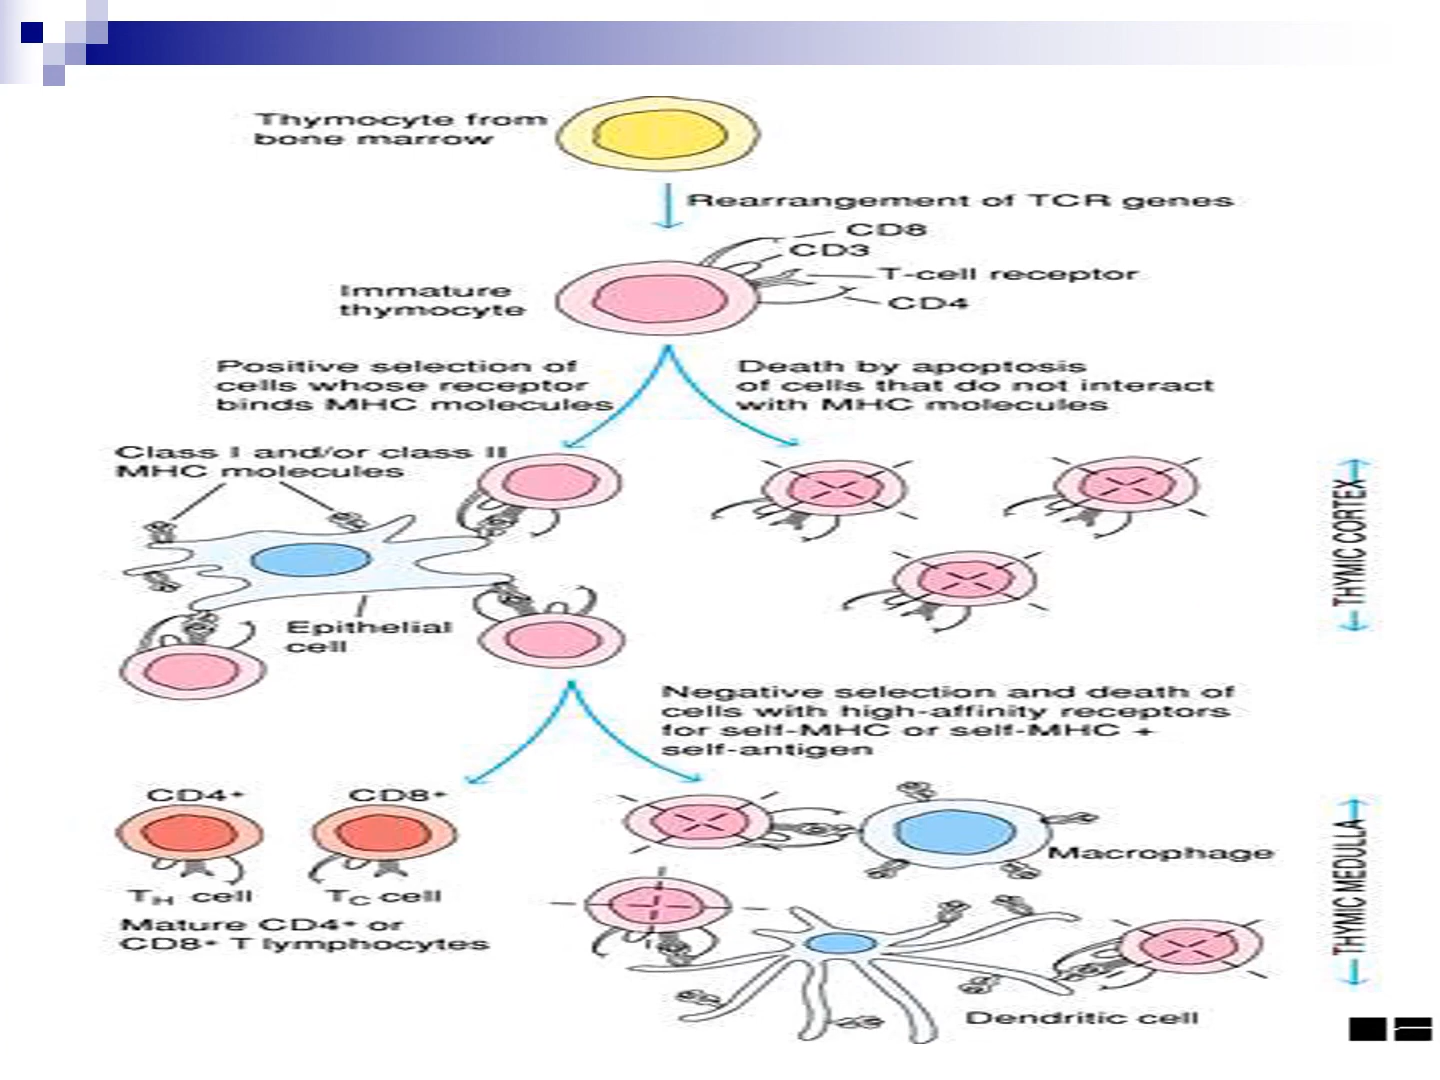 Thymocyte from
bone marrow
Rearrangement of TCR genes
CD8
CD3
T-cell receptor
CD4
Immature
thymocyte
Positive selection of
cells whose receptor
binds MHC molecules
Death by apoptosis
of cells that do not interact
with MHC molecules
Class I and/or class II
MHC molecules
THYMIC CORTEX
Epithelial
cell
Negative selection and death of
cells with high-affinity receptors
for self-MHC or self-MHC +
self-antigen
CD4+
CD8+
Macrophage
TH cell
TC cell
Mature CD4+ or
CD8+ T lymphocytes
THYMIC MEDULLA
Dendritic cell